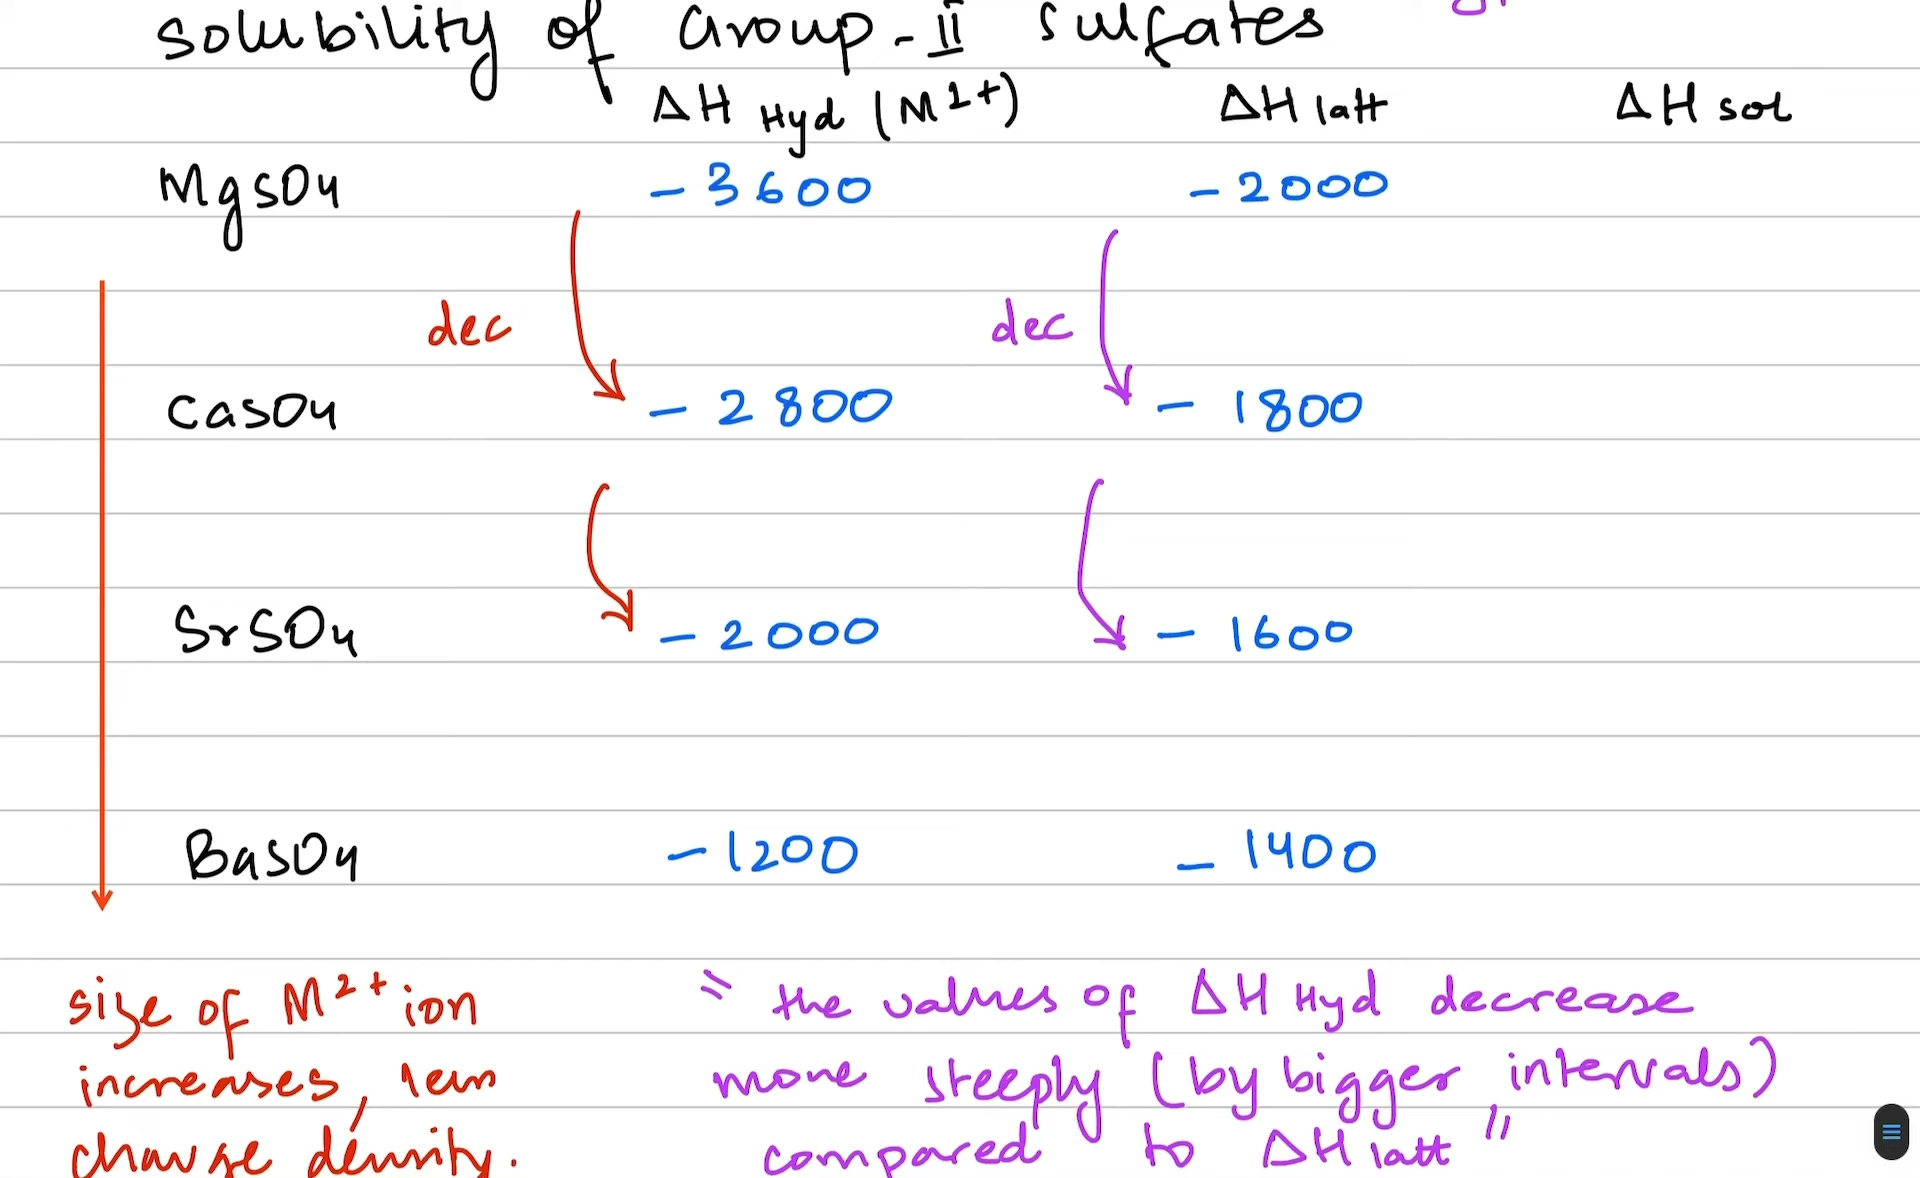 solubility of Group-II sulfates
ΔH Hyd (M²⁺) ΔH latt ΔH sol
MgSO4 -3600 -2000
dec dec
CaSO4 -2800 -1800
SrSO4 -2000 -1600
BaSO4 -1200 -1400
size of M²⁺ ion
increases, less
charge density.
"the values of ΔH Hyd decrease
more steeply (by bigger intervals)
compared to ΔH latt"